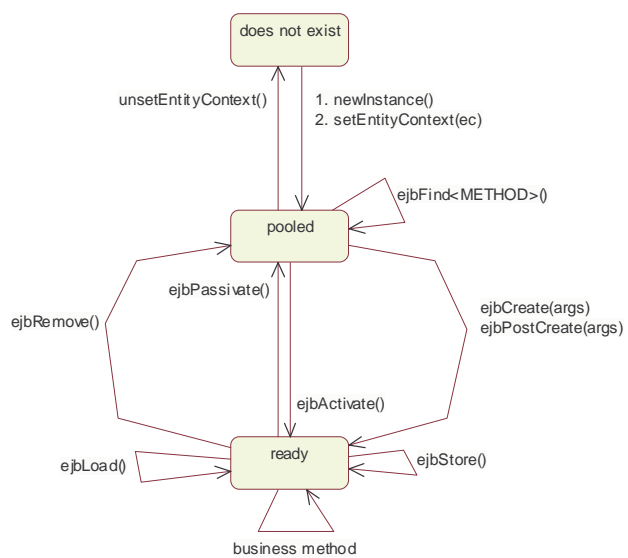 does not exist
unsetEntityContext()
1. newInstance()
2. setEntityContext(ec)
ejbFind<METHOD>()
pooled
ejbPassivate()
ejbCreate(args)
ejbPostCreate(args)
ejbRemove()
ejbActivate()
ready
ejbLoad()
ejbStore()
business method